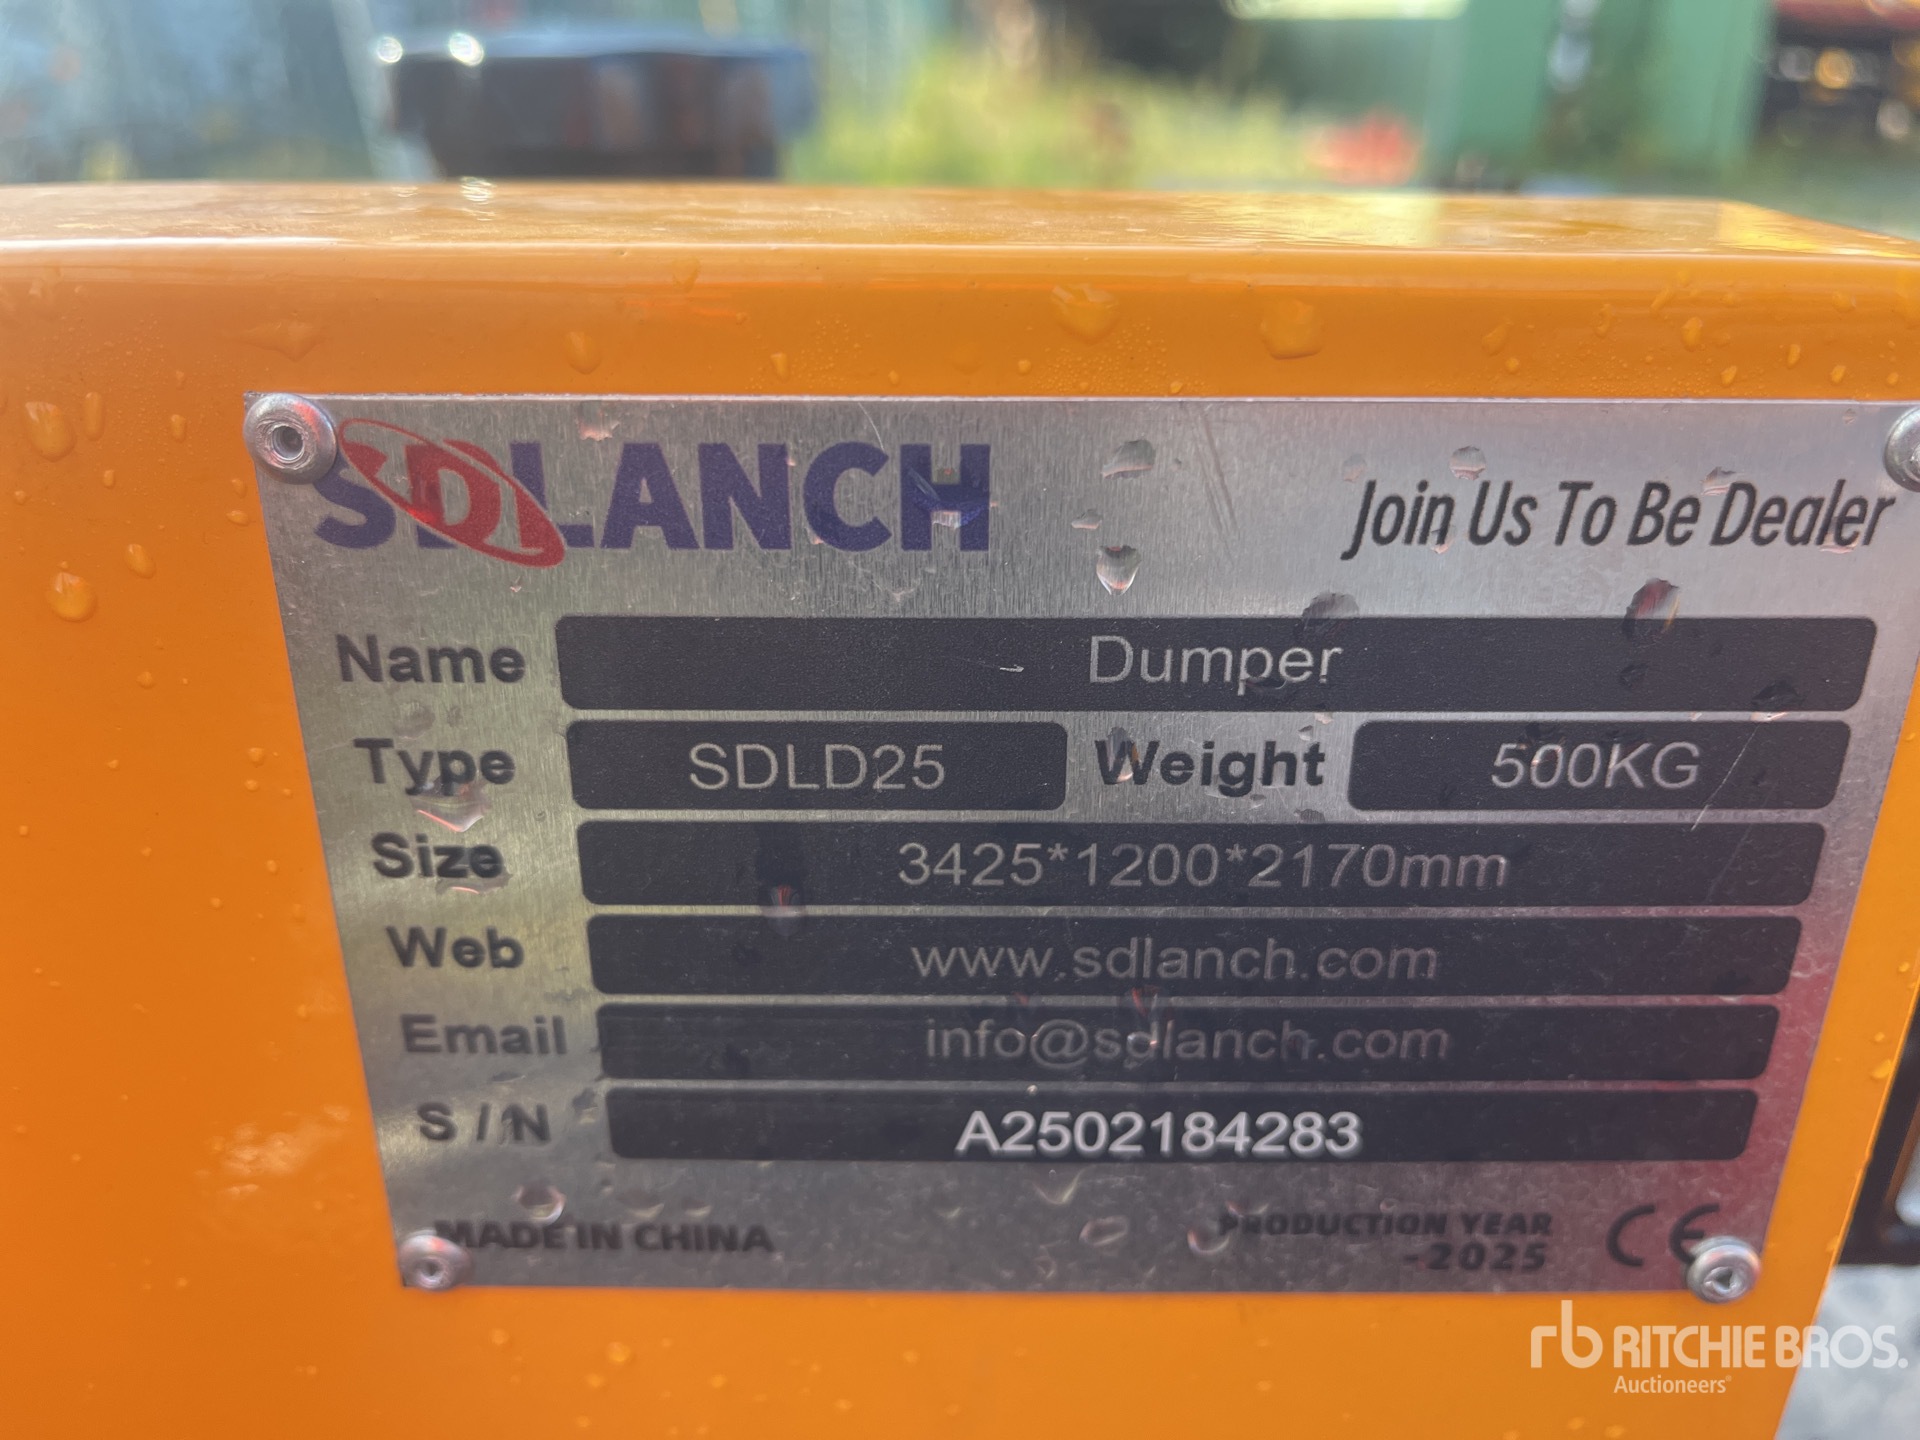 SDLANCH
Join Us To Be Dealer
Name Dumper
Type SDLD25 Weight 500KG
Size 3425*1200*2170mm
Web www.sdlanch.com
Email info@sdlanch.com
S/N A2502184283
MADE IN CHINA
PRODUCTION YEAR
-2025
CE
rb RITCHIE BROS.
Auctioneers